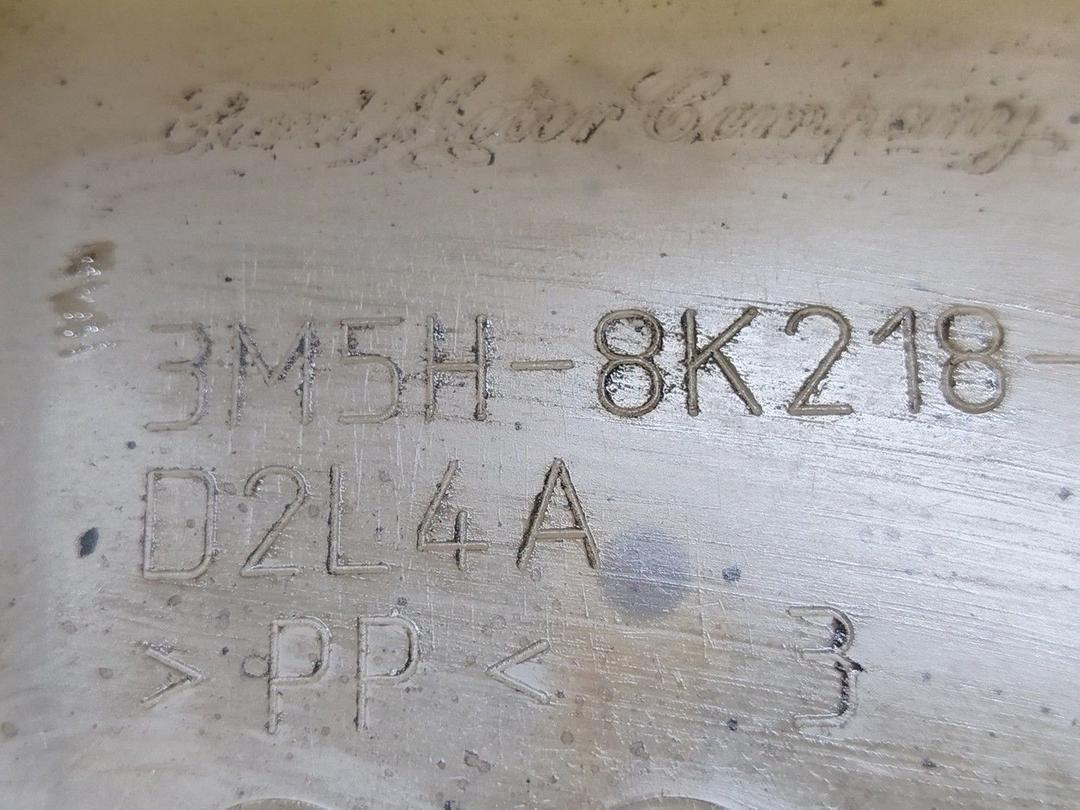 Ford Motor Company
3M5H-8K218-
D2L4A
>PP< 3